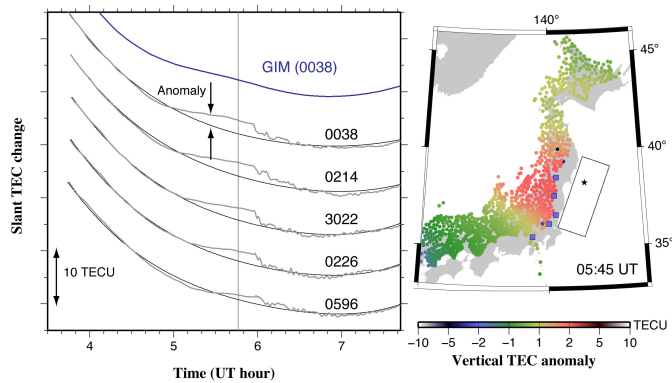 GIM (0038)
Anomaly
0038
0214
3022
0226
0596
10 TECU
Slant TEC change
4 5 6 7
Time (UT hour)
140°
45°
40°
35°
05:45 UT
TECU
−10 −5 −2 −1 1 2 5 10
Vertical TEC anomaly